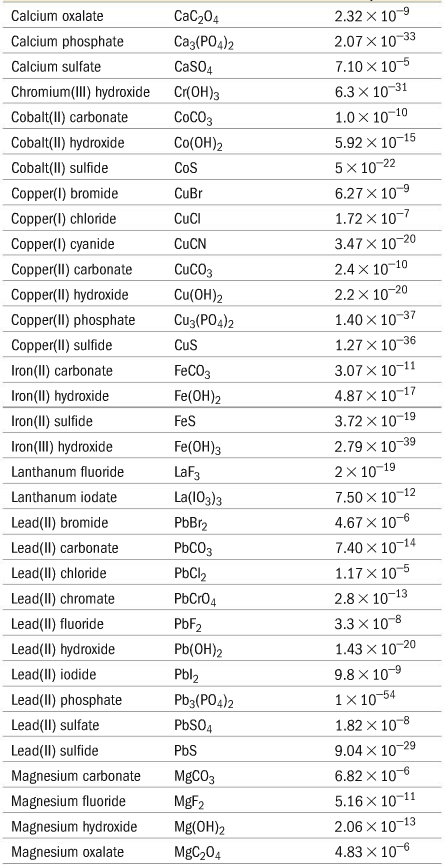 Calcium oxalate CaC₂O₄ 2.32 × 10⁻⁹
Calcium phosphate Ca₃(PO₄)₂ 2.07 × 10⁻³³
Calcium sulfate CaSO₄ 7.10 × 10⁻⁵
Chromium(III) hydroxide Cr(OH)₃ 6.3 × 10⁻³¹
Cobalt(II) carbonate CoCO₃ 1.0 × 10⁻¹⁰
Cobalt(II) hydroxide Co(OH)₂ 5.92 × 10⁻¹⁵
Cobalt(II) sulfide CoS 5 × 10⁻²²
Copper(I) bromide CuBr 6.27 × 10⁻⁹
Copper(I) chloride CuCl 1.72 × 10⁻⁷
Copper(I) cyanide CuCN 3.47 × 10⁻²⁰
Copper(II) carbonate CuCO₃ 2.4 × 10⁻¹⁰
Copper(II) hydroxide Cu(OH)₂ 2.2 × 10⁻²⁰
Copper(II) phosphate Cu₃(PO₄)₂ 1.40 × 10⁻³⁷
Copper(II) sulfide CuS 1.27 × 10⁻³⁶
Iron(II) carbonate FeCO₃ 3.07 × 10⁻¹¹
Iron(II) hydroxide Fe(OH)₂ 4.87 × 10⁻¹⁷
Iron(II) sulfide FeS 3.72 × 10⁻¹⁹
Iron(III) hydroxide Fe(OH)₃ 2.79 × 10⁻³⁹
Lanthanum fluoride LaF₃ 2 × 10⁻¹⁹
Lanthanum iodate La(IO₃)₃ 7.50 × 10⁻¹²
Lead(II) bromide PbBr₂ 4.67 × 10⁻⁶
Lead(II) carbonate PbCO₃ 7.40 × 10⁻¹⁴
Lead(II) chloride PbCl₂ 1.17 × 10⁻⁵
Lead(II) chromate PbCrO₄ 2.8 × 10⁻¹³
Lead(II) fluoride PbF₂ 3.3 × 10⁻⁸
Lead(II) hydroxide Pb(OH)₂ 1.43 × 10⁻²⁰
Lead(II) iodide PbI₂ 9.8 × 10⁻⁹
Lead(II) phosphate Pb₃(PO₄)₂ 1 × 10⁻⁵⁴
Lead(II) sulfate PbSO₄ 1.82 × 10⁻⁸
Lead(II) sulfide PbS 9.04 × 10⁻²⁹
Magnesium carbonate MgCO₃ 6.82 × 10⁻⁶
Magnesium fluoride MgF₂ 5.16 × 10⁻¹¹
Magnesium hydroxide Mg(OH)₂ 2.06 × 10⁻¹³
Magnesium oxalate MgC₂O₄ 4.83 × 10⁻⁶